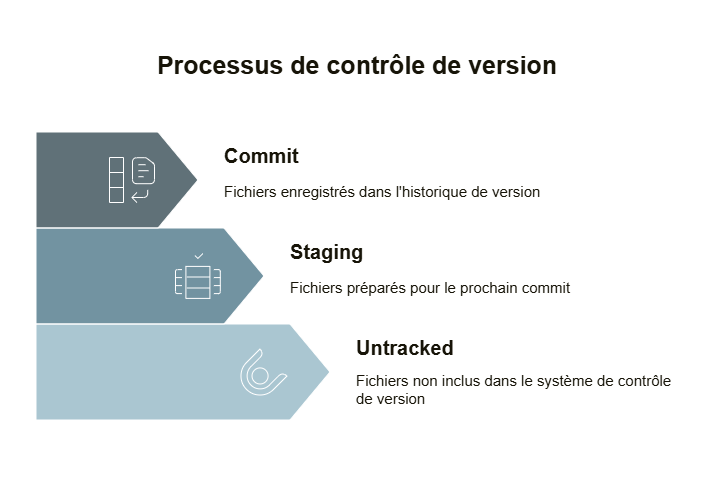 Processus de contrôle de version
Commit
Fichiers enregistrés dans l'historique de version
Staging
Fichiers préparés pour le prochain commit
Untracked
Fichiers non inclus dans le système de contrôle
de version